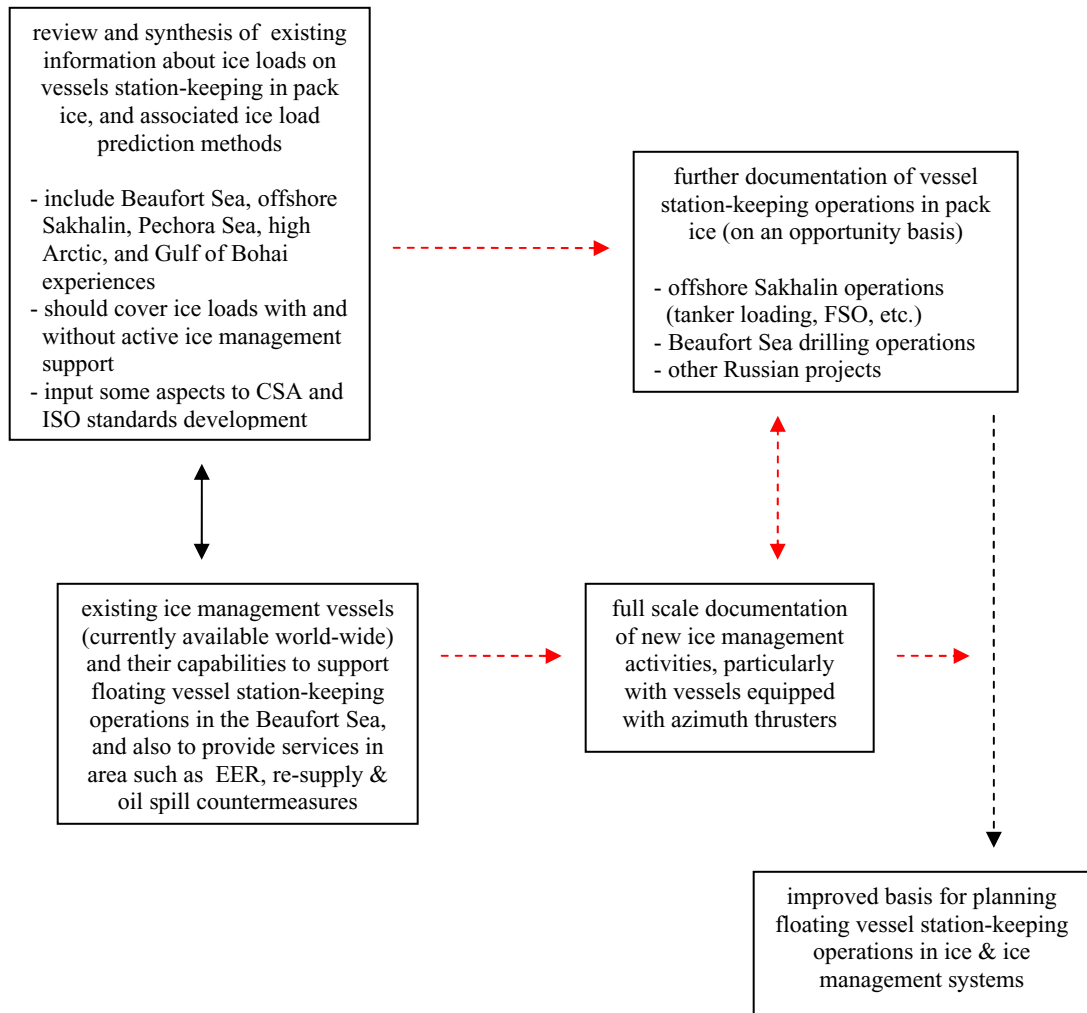 review and synthesis of existing
information about ice loads on
vessels station-keeping in pack
ice, and associated ice load
prediction methods
- include Beaufort Sea, offshore
Sakhalin, Pechora Sea, high
Arctic, and Gulf of Bohai
experiences
- should cover ice loads with and
without active ice management
support
- input some aspects to CSA and
ISO standards development
further documentation of vessel
station-keeping operations in pack
ice (on an opportunity basis)
- offshore Sakhalin operations
(tanker loading, FSO, etc.)
- Beaufort Sea drilling operations
- other Russian projects
existing ice management vessels
(currently available world-wide)
and their capabilities to support
floating vessel station-keeping
operations in the Beaufort Sea,
and also to provide services in
area such as EER, re-supply &
oil spill countermeasures
full scale documentation
of new ice management
activities, particularly
with vessels equipped
with azimuth thrusters
improved basis for planning
floating vessel station-keeping
operations in ice & ice
management systems